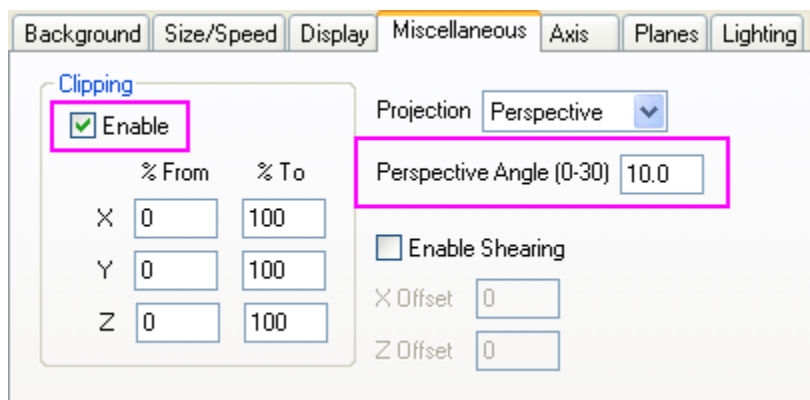 Background Size/Speed Display Miscellaneous Axis Planes Lighting
Clipping
Enable
% From % To
X 0 100
Y 0 100
Z 0 100
Projection Perspective
Perspective Angle (0-30) 10.0
Enable Shearing
X Offset 0
Z Offset 0